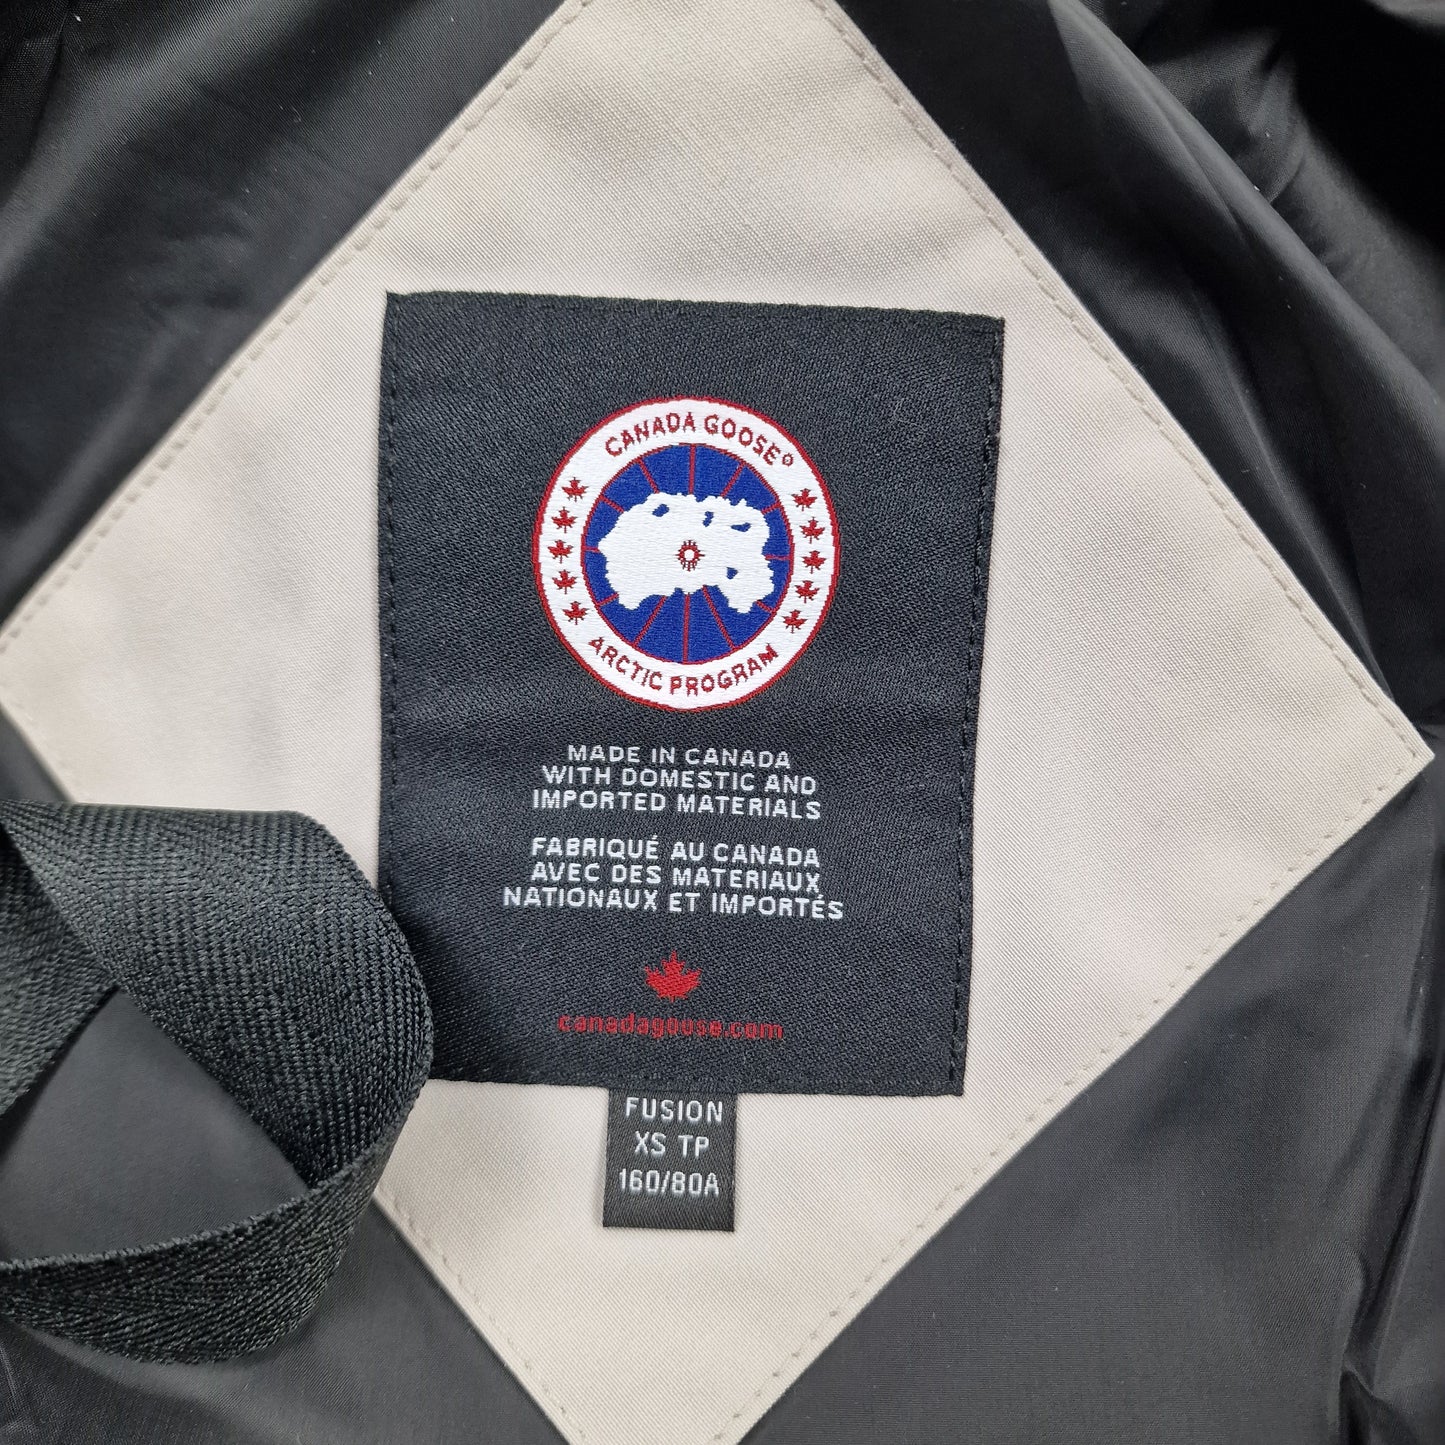 CANADA GOOSE®
ARCTIC PROGRAM
MADE IN CANADA
WITH DOMESTIC AND
IMPORTED MATERIALS
FABRIQUÉ AU CANADA
AVEC DES MATERIAUX
NATIONAUX ET IMPORTÉS
canadagoose.com
FUSION
XS TP
160/80A